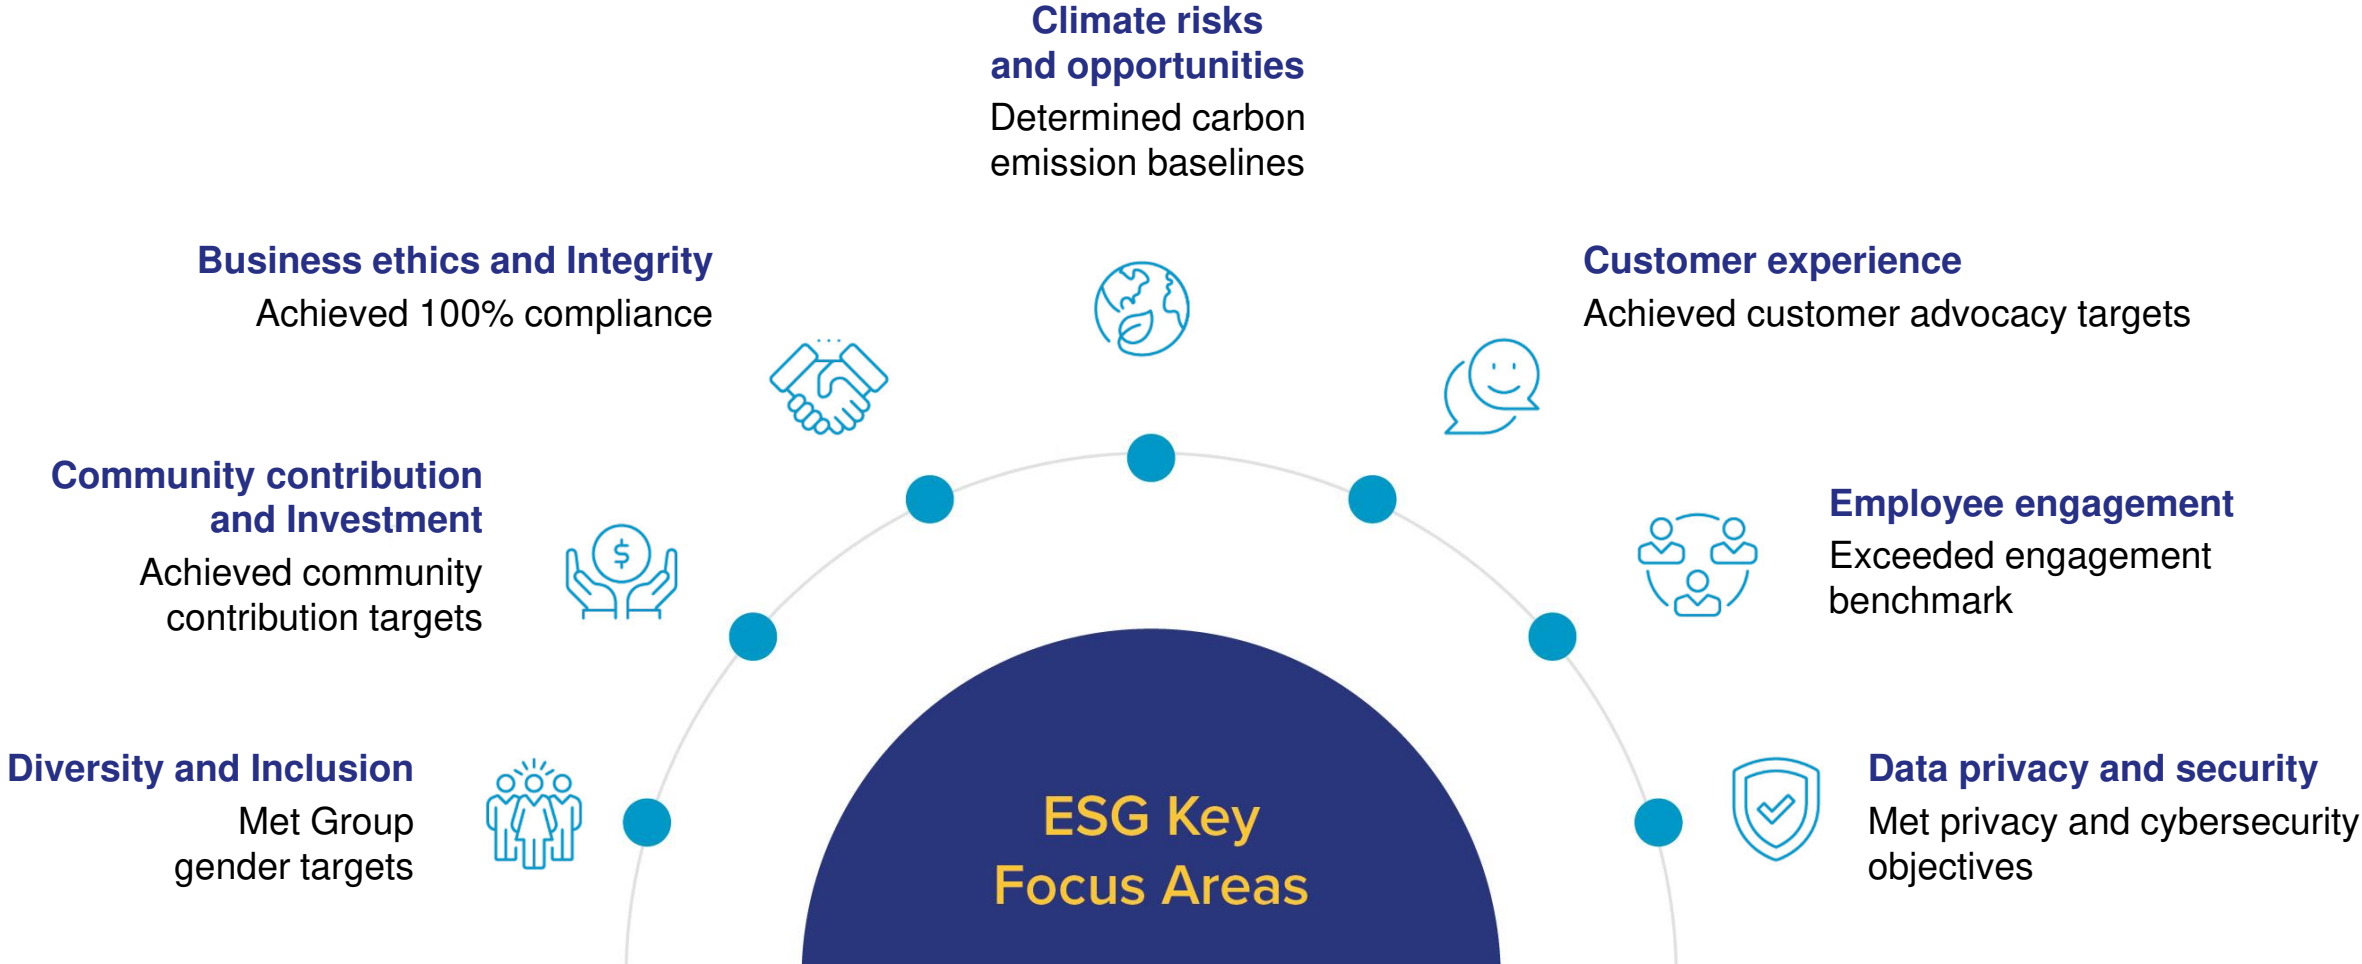 Climate risks
and opportunities
Determined carbon
emission baselines
Business ethics and Integrity
Achieved 100% compliance
Customer experience
Achieved customer advocacy targets
Community contribution
and Investment
Achieved community
contribution targets
$
Employee engagement
Exceeded engagement
benchmark
Diversity and Inclusion
Met Group
gender targets
Data privacy and security
Met privacy and cybersecurity
objectives
ESG Key
Focus Areas